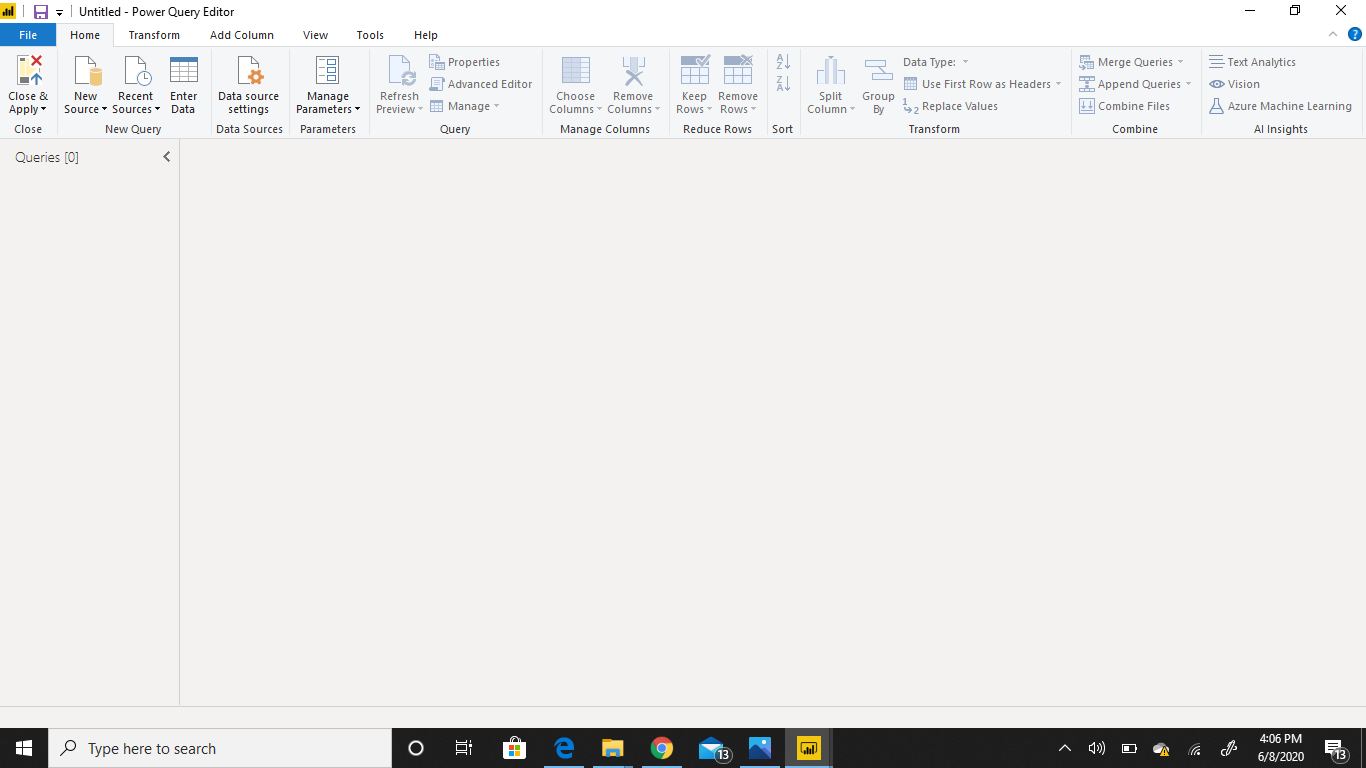 Untitled - Power Query Editor
File Home Transform Add Column View Tools Help
Close & Apply
Close
New Source
Recent Sources
Enter Data
New Query
Data source settings
Data Sources
Manage Parameters
Parameters
Refresh Preview
Properties
Advanced Editor
Manage
Query
Choose Columns
Remove Columns
Manage Columns
Keep Rows
Remove Rows
Reduce Rows
A Z
Z A
Sort
Split Column
Group By
Data Type:
Use First Row as Headers
1 2 Replace Values
Transform
Merge Queries
Append Queries
Combine Files
Combine
Text Analytics
Vision
Azure Machine Learning
AI Insights
?
Queries [0]
Type here to search
13
4:06 PM
6/8/2020
13